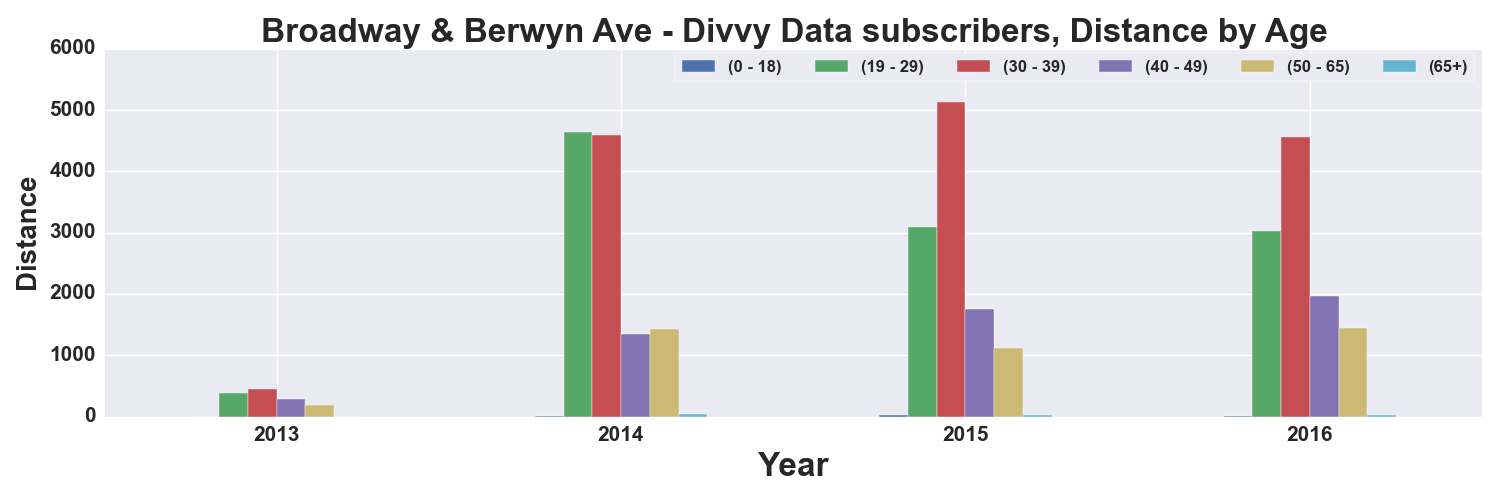 Broadway & Berwyn Ave - Divvy Data subscribers, Distance by Age
(0 - 18) (19 - 29) (30 - 39) (40 - 49) (50 - 65) (65+)
6000
5000
4000
3000
2000
1000
0
Distance
2013 2014 2015 2016
Year